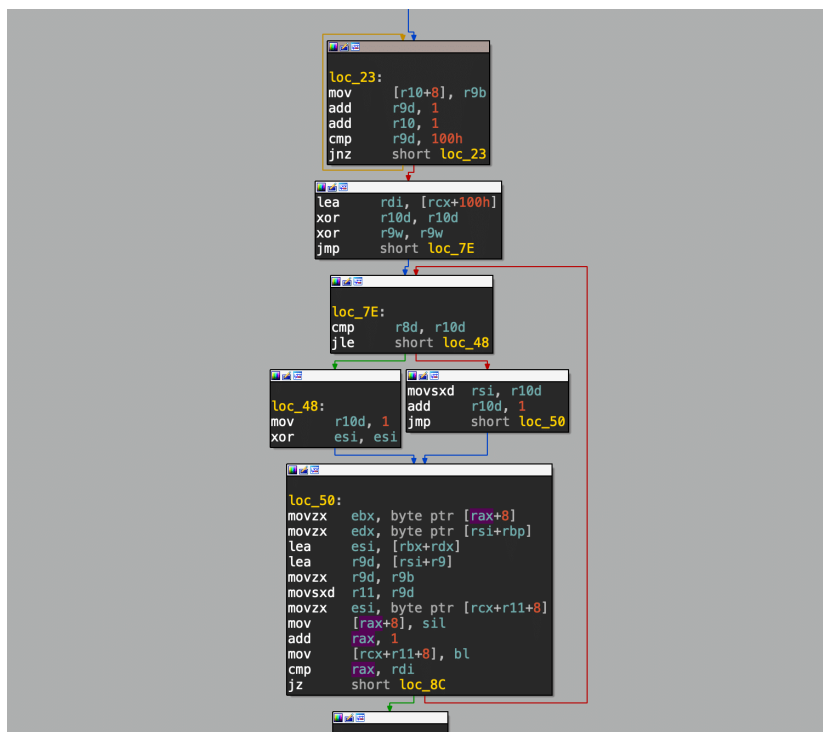 loc_23:
mov [r10+8], r9b
add r9d, 1
add r10, 1
cmp r9d, 100h
jnz short loc_23
lea rdi, [rcx+100h]
xor r10d, r10d
xor r9w, r9w
jmp short loc_7E
loc_7E:
cmp r8d, r10d
jle short loc_48
loc_48:
mov r10d, 1
xor esi, esi
movsxd rsi, r10d
add r10d, 1
jmp short loc_50
loc_50:
movzx ebx, byte ptr [rax+8]
movzx edx, byte ptr [rsi+rbp]
lea esi, [rbx+rdx]
lea r9d, [rsi+r9]
movzx r9d, r9b
movsxd r11, r9d
movzx esi, byte ptr [rcx+r11+8]
mov [rax+8], sil
add rax, 1
mov [rcx+r11+8], bl
cmp rax, rdi
jz short loc_8C